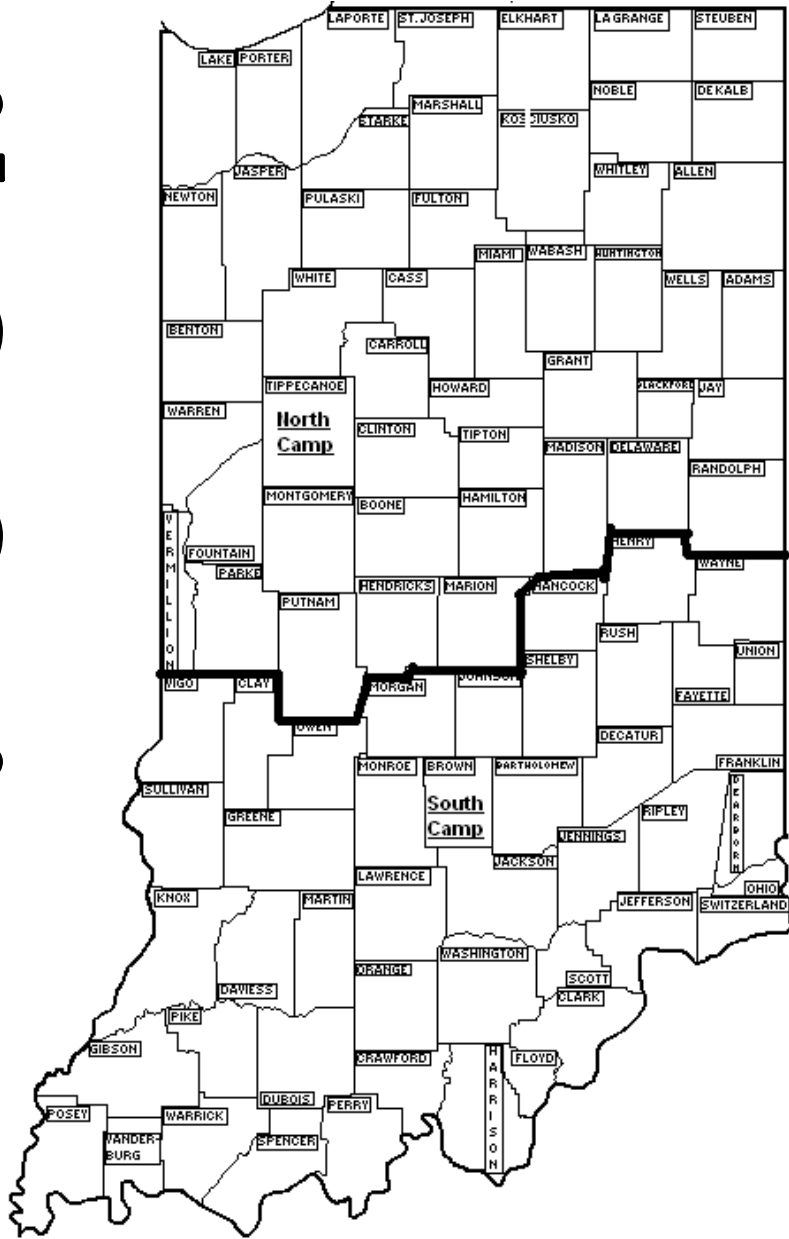 LAPORTE ST. JOSEPH ELKHART LA GRANGE STEUBEN
LAKE PORTER
NOBLE DE KALB
MARSHALL
STARKE KOSCIUSKO
JASPER WHITLEY ALLEN
NEWTON PULASKI FULTON
MIAMI WABASH HUNTINGTON
WHITE CASS WELLS ADAMS
BENTON
CARROLL
GRANT
TIPPECANOE HOWARD BLACKFORD JAY
WARREN
North
Camp
CLINTON TIPTON
MADISON DELAWARE
RANDOLPH
MONTGOMERY BOONE HAMILTON
VERMILLION
HENRY
FOUNTAIN
WAYNE
PARKE
HENDRICKS MARION HANCOCK
PUTNAM
RUSH
UNION
SHELBY
VIGO CLAY MORGAN JOHNSON
FAYETTE
OWEN
DECATUR
MONROE BROWN BARTHOLOMEW FRANKLIN
SULLIVAN
DEARBORN
South
Camp
GREENE RIPLEY
JENNINGS
JACKSON
LAWRENCE
OHIO
KNOX MARTIN JEFFERSON SWITZERLAND
WASHINGTON
ORANGE
SCOTT
DAVIESS CLARK
PIKE
GIBSON CRAWFORD FLOYD
HARRISON
DUBOIS PERRY
POSEY WARRICK
VANDER-
BURG
SPENCER